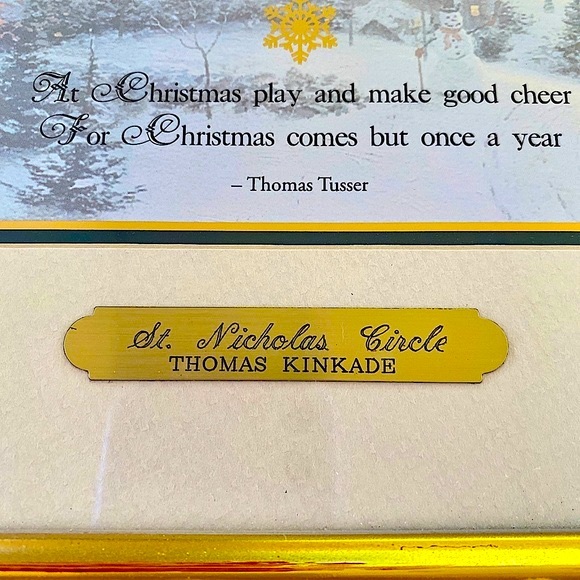 At Christmas play and make good cheer
For Christmas comes but once a year
– Thomas Tusser
St. Nicholas Circle
THOMAS KINKADE